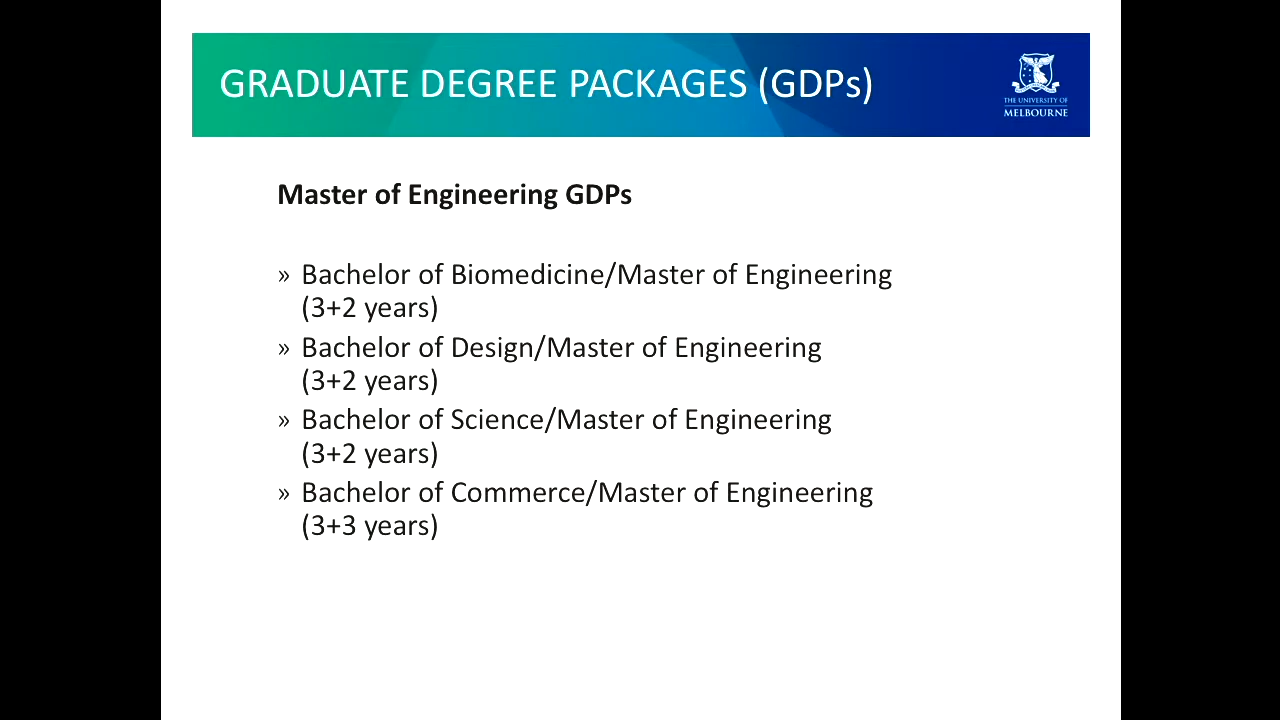 GRADUATE DEGREE PACKAGES (GDPs)
THE UNIVERSITY OF
MELBOURNE
Master of Engineering GDPs
» Bachelor of Biomedicine/Master of Engineering
(3+2 years)
» Bachelor of Design/Master of Engineering
(3+2 years)
» Bachelor of Science/Master of Engineering
(3+2 years)
» Bachelor of Commerce/Master of Engineering
(3+3 years)